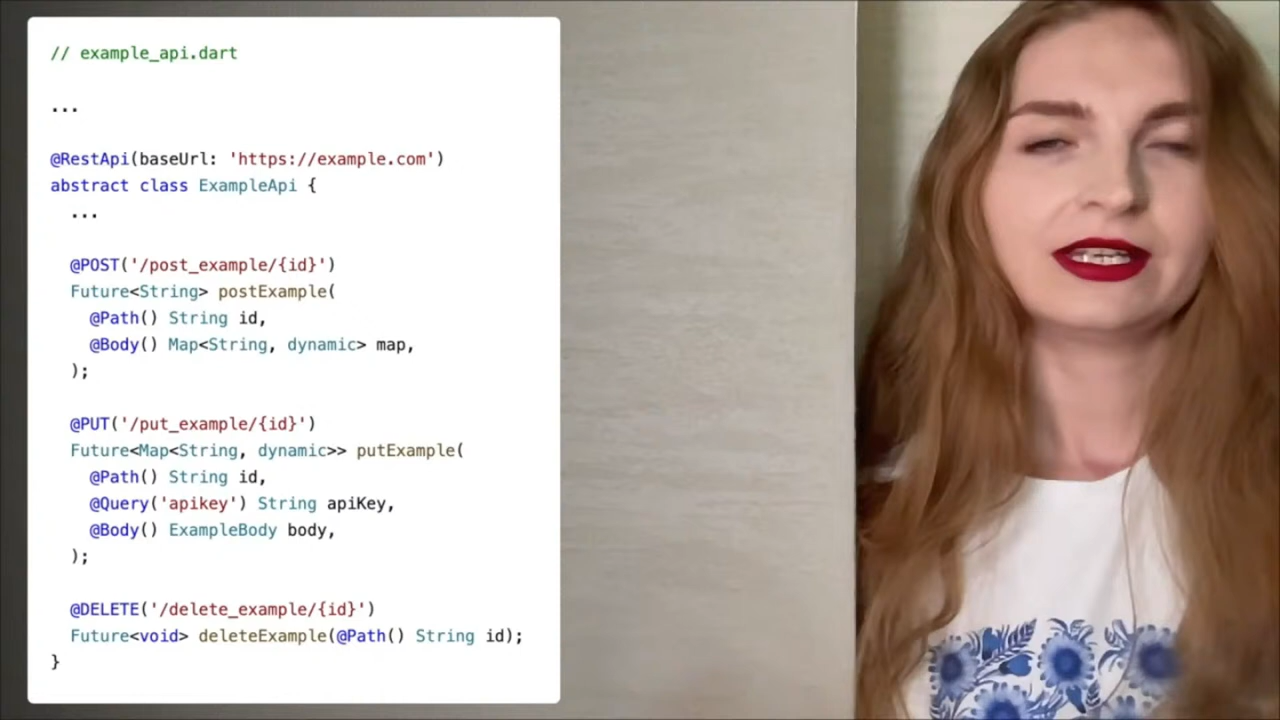 // example_api.dart
...
@RestApi(baseUrl: 'https://example.com')
abstract class ExampleApi {
...
@POST('/post_example/{id}')
Future<String> postExample(
@Path() String id,
@Body() Map<String, dynamic> map,
);
@PUT('/put_example/{id}')
Future<Map<String, dynamic>> putExample(
@Path() String id,
@Query('apikey') String apiKey,
@Body() ExampleBody body,
);
@DELETE('/delete_example/{id}')
Future<void> deleteExample(@Path() String id);
}